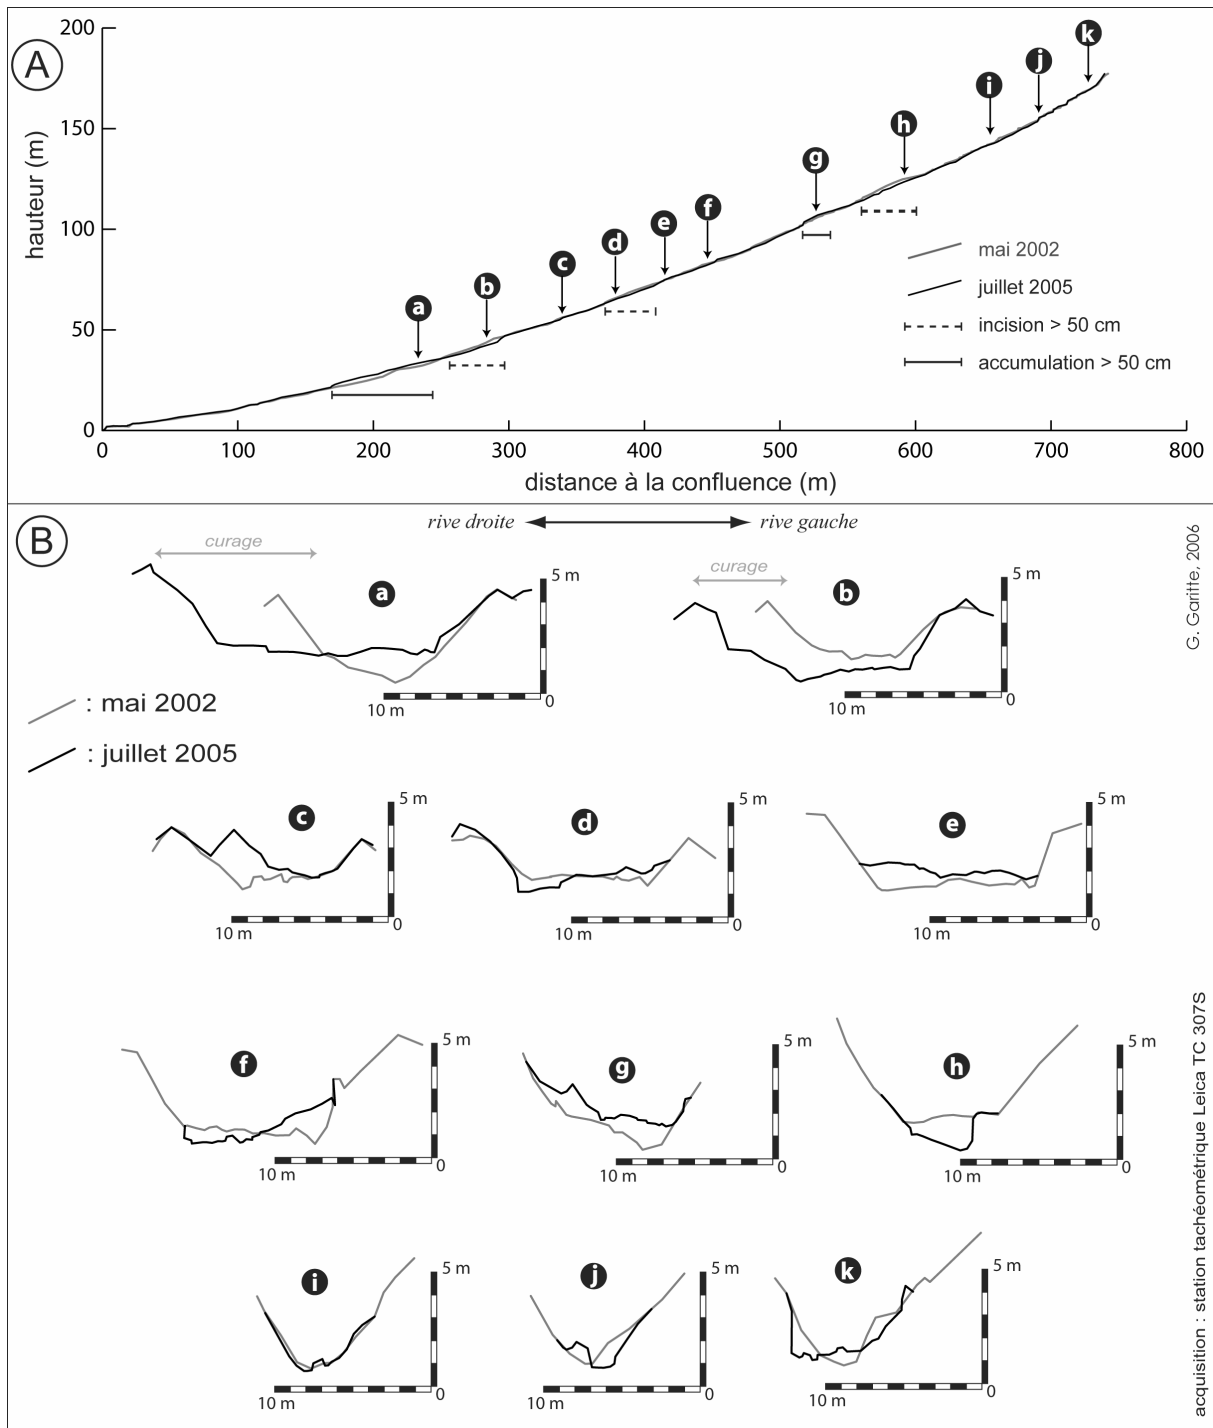 A
hauteur (m)
200
150
100
50
0
0 100 200 300 400 500 600 700 800
distance à la confluence (m)
a b c d e f g h i j k
mai 2002
juillet 2005
incision > 50 cm
accumulation > 50 cm
B
rive droite rive gauche
G. Garitte, 2006
curage
a
5 m
0
10 m
curage
b
5 m
0
10 m
: mai 2002
: juillet 2005
c
5 m
0
10 m
d
5 m
0
10 m
e
5 m
0
10 m
f
5 m
0
10 m
g
5 m
0
10 m
h
5 m
0
10 m
i
5 m
0
10 m
j
5 m
0
10 m
k
5 m
0
10 m
acquisition : station tachéométrique Leica TC 307S